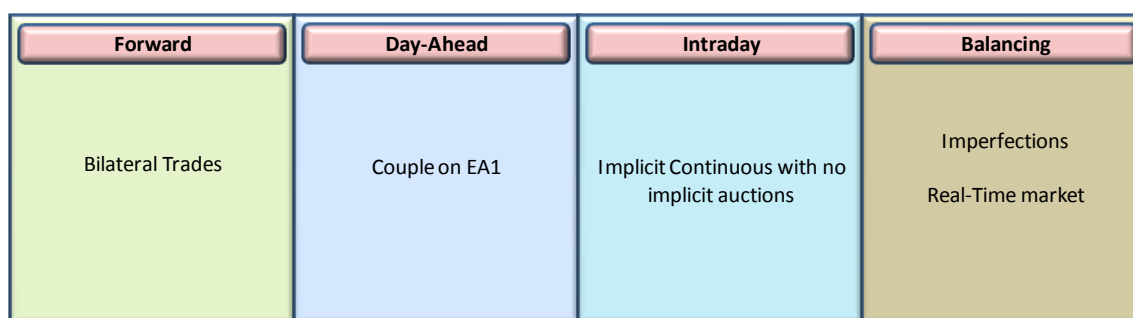 Forward
Day-Ahead
Intraday
Balancing
Bilateral Trades
Couple on EA1
Implicit Continuous with no
implicit auctions
Imperfections
Real-Time market